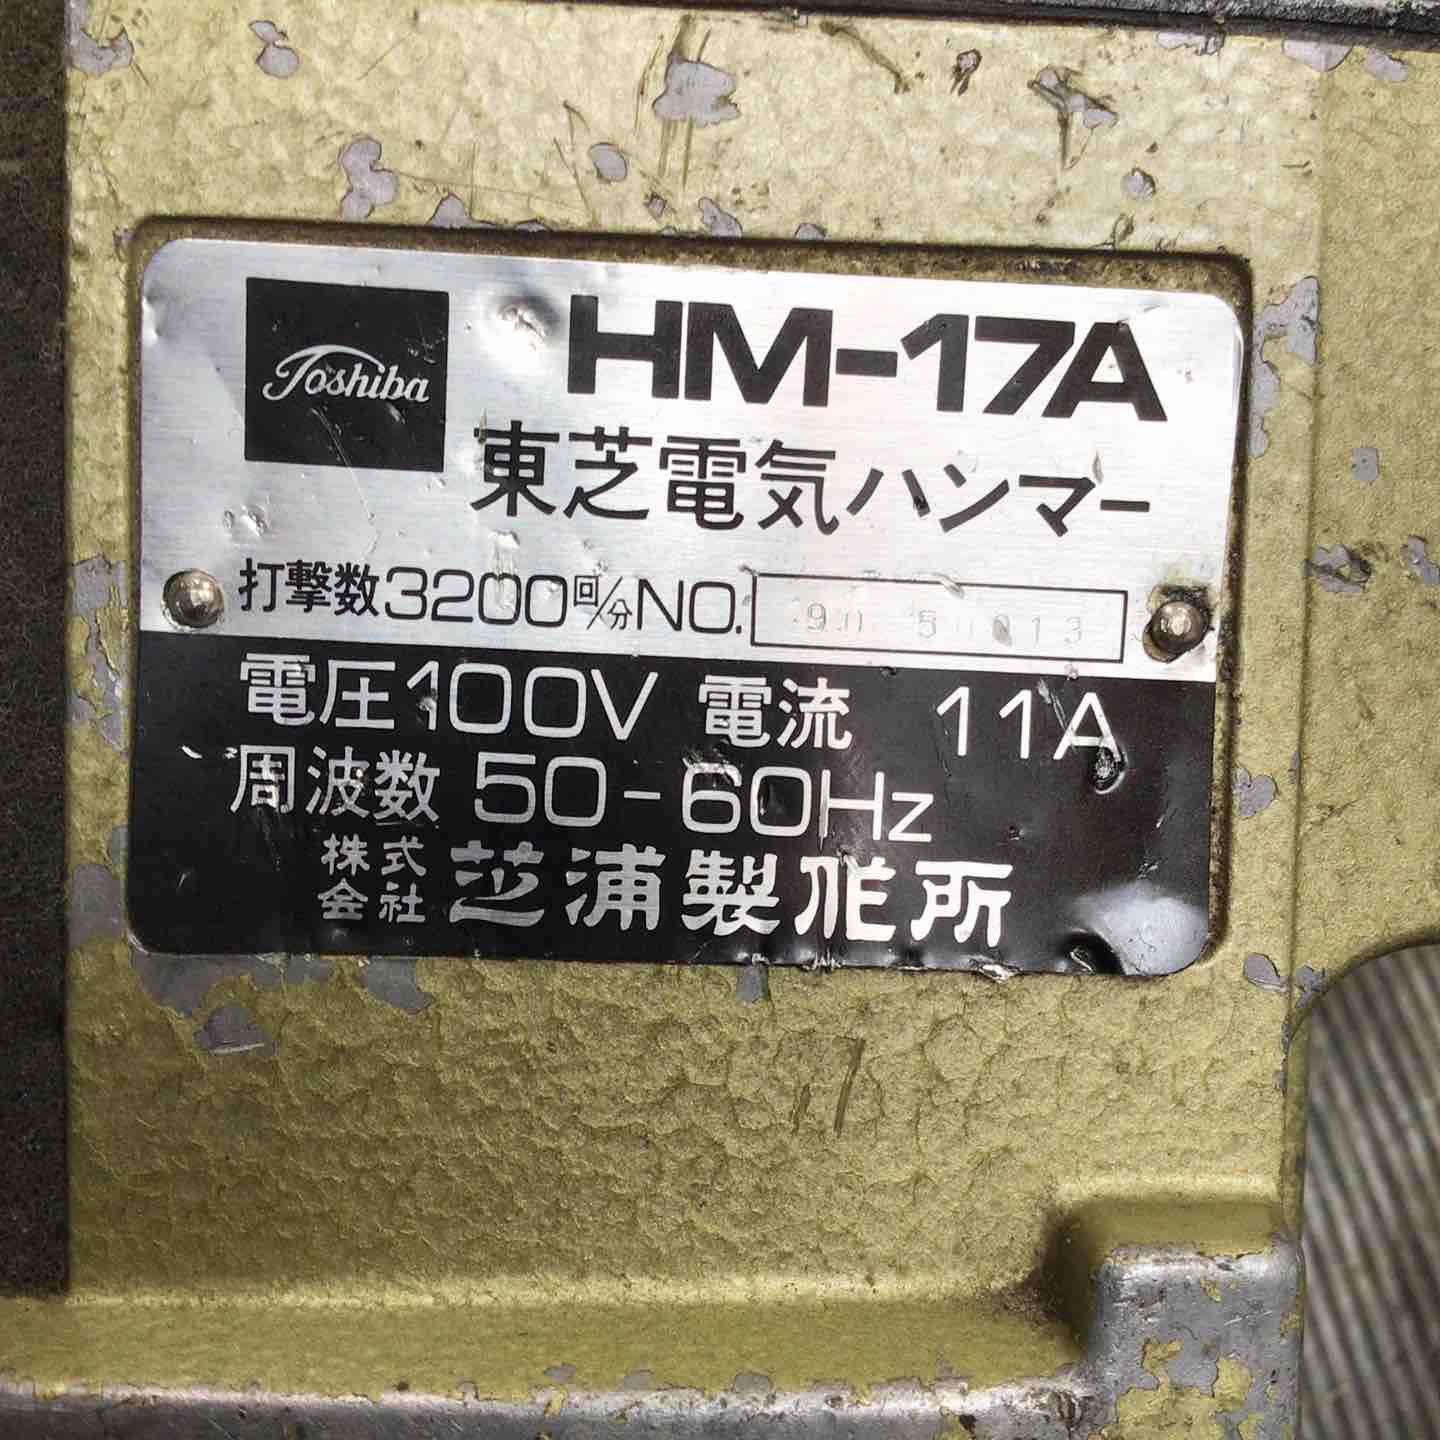 Toshiba
HM-17A
東芝電気ハンマー
打撃数3200回/分NO.
電圧100V 電流 11A
周波数 50-60Hz
株式会社 芝浦製作所